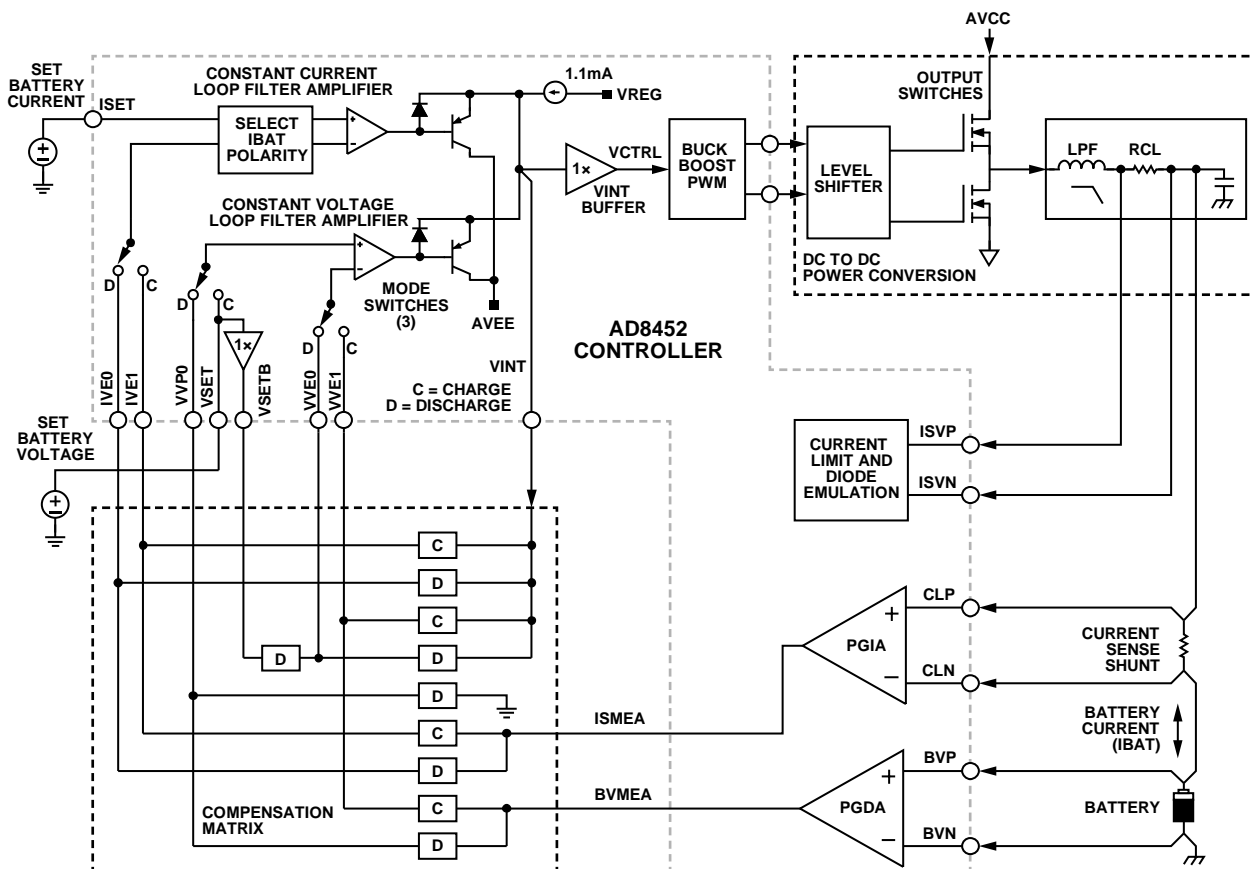 AVCC
SET
BATTERY
CURRENT
ISET
CONSTANT CURRENT
LOOP FILTER AMPLIFIER
1.1mA
VREG
OUTPUT
SWITCHES
SELECT
IBAT
POLARITY
+
−
1×
VCTRL
VINT
BUFFER
BUCK
BOOST
PWM
LEVEL
SHIFTER
LPF
RCL
CONSTANT VOLTAGE
LOOP FILTER AMPLIFIER
+
−
DC TO DC
POWER CONVERSION
D
C
D
C
MODE
SWITCHES
(3)
AVEE
D
C
1×
AD8452
CONTROLLER
IVE0
IVE1
VVP0
VSET
VSETB
VVE0
VVE1
VINT
C = CHARGE
D = DISCHARGE
SET
BATTERY
VOLTAGE
CURRENT
LIMIT AND
DIODE
EMULATION
ISVP
ISVN
C
D
C
D
D
D
C
D
C
D
COMPENSATION
MATRIX
ISMEA
BVMEA
PGIA
+
−
CLP
CLN
CURRENT
SENSE
SHUNT
BATTERY
CURRENT
(IBAT)
PGDA
+
−
BVP
BVN
BATTERY